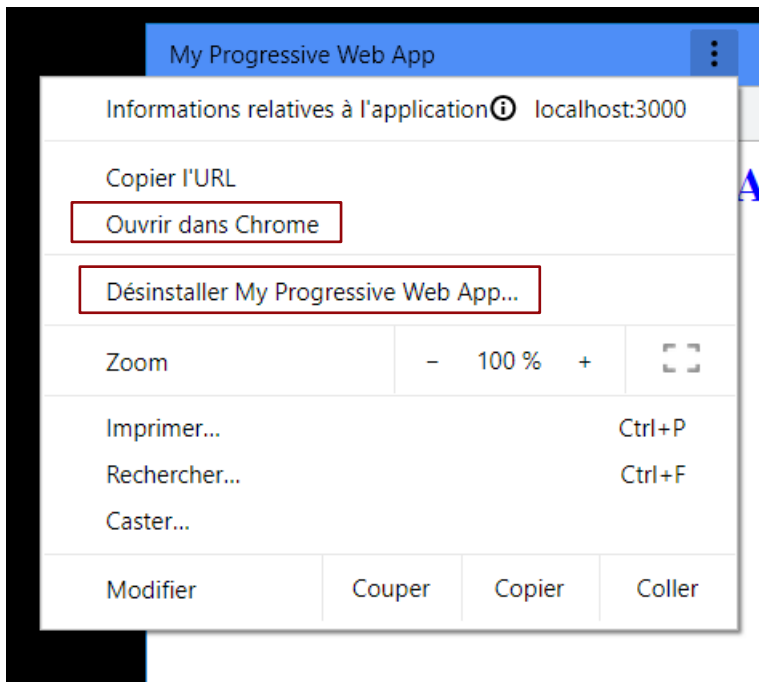 My Progressive Web App
Informations relatives à l'application localhost:3000
A
Copier l'URL
Ouvrir dans Chrome
Désinstaller My Progressive Web App...
Zoom − 100 % +
Imprimer... Ctrl+P
Rechercher... Ctrl+F
Caster...
Modifier Couper Copier Coller